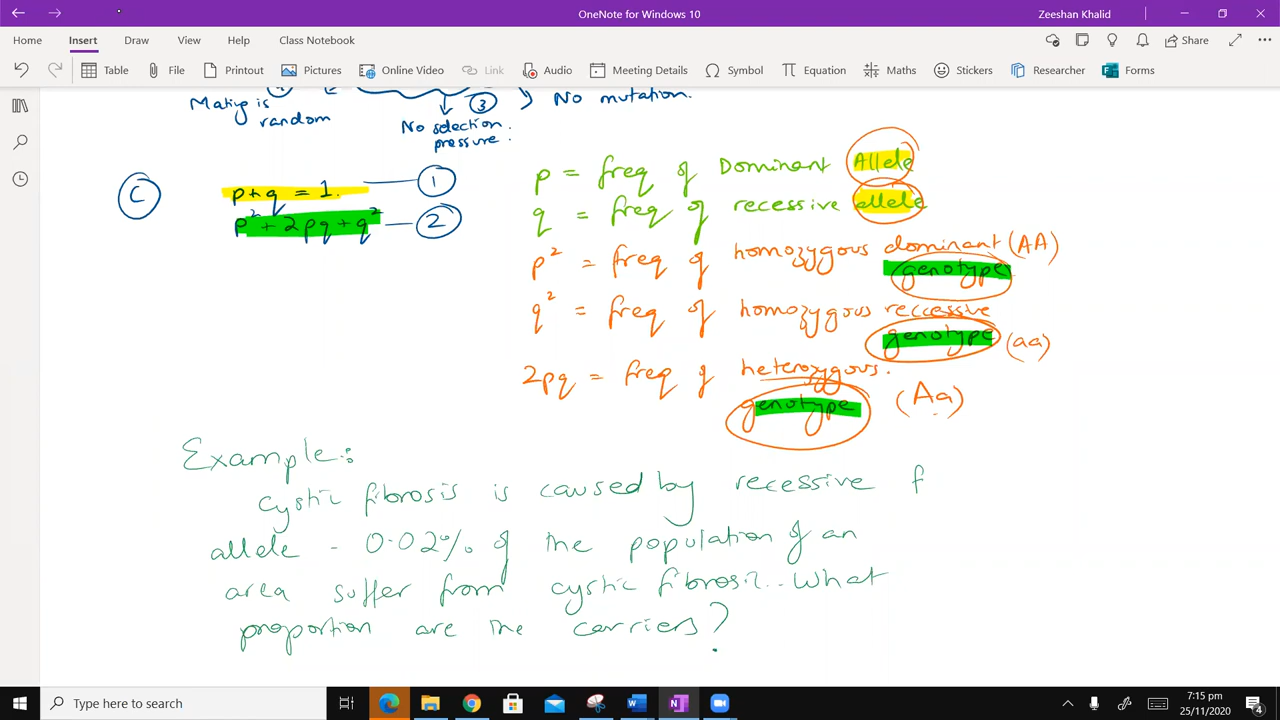 OneNote for Windows 10
Zeeshan Khalid
Home Insert Draw View Help Class Notebook
Share
Table File Printout Pictures Online Video Link Audio Meeting Details Symbol Equation Maths Stickers Researcher Forms
Mating is
random
4
3
No selection
pressure.
No mutation.
C
p+q = 1.
1
p² + 2pq + q²
2
p = freq of Dominant Allele
q = freq of recessive allele
p² = freq of homozygous dominant (AA)
genotype
q² = freq of homozygous reccessive
genotype (aa)
2pq = freq of heterozygous.
genotype (Aa)
Example:
Cystic fibrosis is caused by recessive f
allele - 0.02% of the population of an
area suffer from cystic fibrosis.. What
proportion are the carriers?
Type here to search
7:15 pm
25/11/2020
4